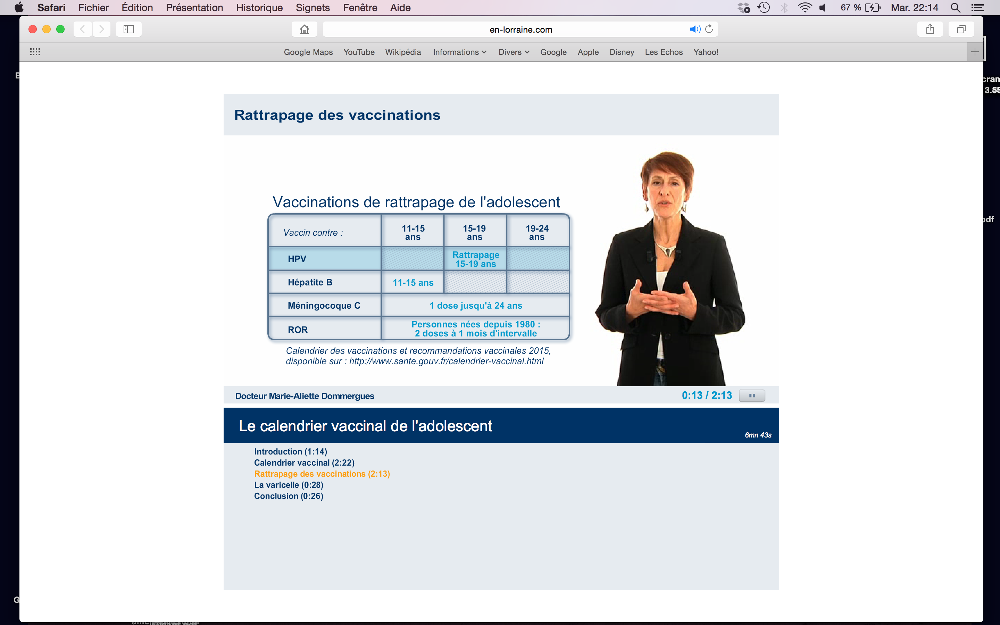 Safari Fichier Édition Présentation Historique Signets Fenêtre Aide 67 % Mar. 22:14
en-lorraine.com
Google Maps YouTube Wikipédia Informations Divers Google Apple Disney Les Echos Yahoo!
Rattrapage des vaccinations
Vaccinations de rattrapage de l'adolescent
Vaccin contre :
11-15
ans
15-19
ans
19-24
ans
HPV
Rattrapage
15-19 ans
Hépatite B
11-15 ans
Méningocoque C
1 dose jusqu'à 24 ans
ROR
Personnes nées depuis 1980 :
2 doses à 1 mois d'intervalle
Calendrier des vaccinations et recommandations vaccinales 2015,
disponible sur : http://www.sante.gouv.fr/calendrier-vaccinal.html
Docteur Marie-Aliette Dommergues
0:13 / 2:13
Le calendrier vaccinal de l'adolescent
6mn 43s
Introduction (1:14)
Calendrier vaccinal (2:22)
Rattrapage des vaccinations (2:13)
La varicelle (0:28)
Conclusion (0:26)